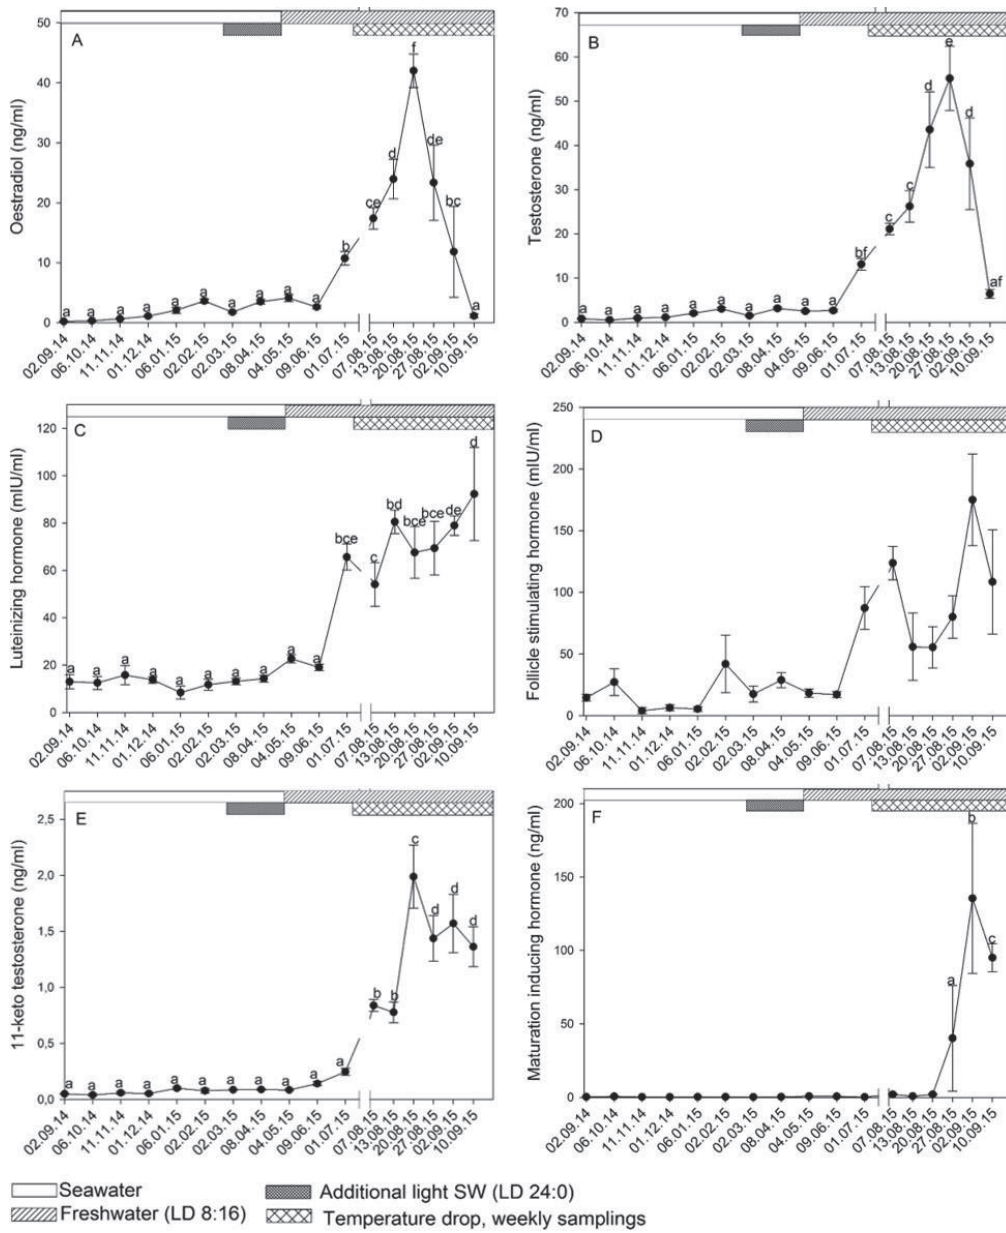 A
Oestradiol (ng/ml)
50
40
30
20
10
0
a a a a a a a a a a b ce d f de bc a
02.09.14 06.10.14 11.11.14 01.12.14 06.01.15 02.02.15 02.03.15 08.04.15 04.05.15 09.06.15 01.07.15 07.08.15 13.08.15 20.08.15 27.08.15 02.09.15 10.09.15
B
Testosterone (ng/ml)
70
60
50
40
30
20
10
0
a a a a a a a a a a bf c c d e d af
02.09.14 06.10.14 11.11.14 01.12.14 06.01.15 02.02.15 02.03.15 08.04.15 04.05.15 09.06.15 01.07.15 07.08.15 13.08.15 20.08.15 27.08.15 02.09.15 10.09.15
C
Luteinizing hormone (mIU/ml)
120
100
80
60
40
20
0
a a a a a a a a a a bce c bd bce bce de d
02.09.14 06.10.14 11.11.14 01.12.14 06.01.15 02.02.15 02.03.15 08.04.15 04.05.15 09.06.15 01.07.15 07.08.15 13.08.15 20.08.15 27.08.15 02.09.15 10.09.15
D
Follicle stimulating hormone (mIU/ml)
250
200
150
100
50
0
02.09.14 06.10.14 11.11.14 01.12.14 06.01.15 02.02.15 02.03.15 08.04.15 04.05.15 09.06.15 01.07.15 07.08.15 13.08.15 20.08.15 27.08.15 02.09.15 10.09.15
E
11-keto testosterone (ng/ml)
2,5
2,0
1,5
1,0
0,5
0,0
a a a a a a a a a a a b b c d d d
02.09.14 06.10.14 11.11.14 01.12.14 06.01.15 02.02.15 02.03.15 08.04.15 04.05.15 09.06.15 01.07.15 07.08.15 13.08.15 20.08.15 27.08.15 02.09.15 10.09.15
F
Maturation inducing hormone (ng/ml)
200
150
100
50
0
a b c
02.09.14 06.10.14 11.11.14 01.12.14 06.01.15 02.02.15 02.03.15 08.04.15 04.05.15 09.06.15 01.07.15 07.08.15 13.08.15 20.08.15 27.08.15 02.09.15 10.09.15
Seawater
Additional light SW (LD 24:0)
Freshwater (LD 8:16)
Temperature drop, weekly samplings